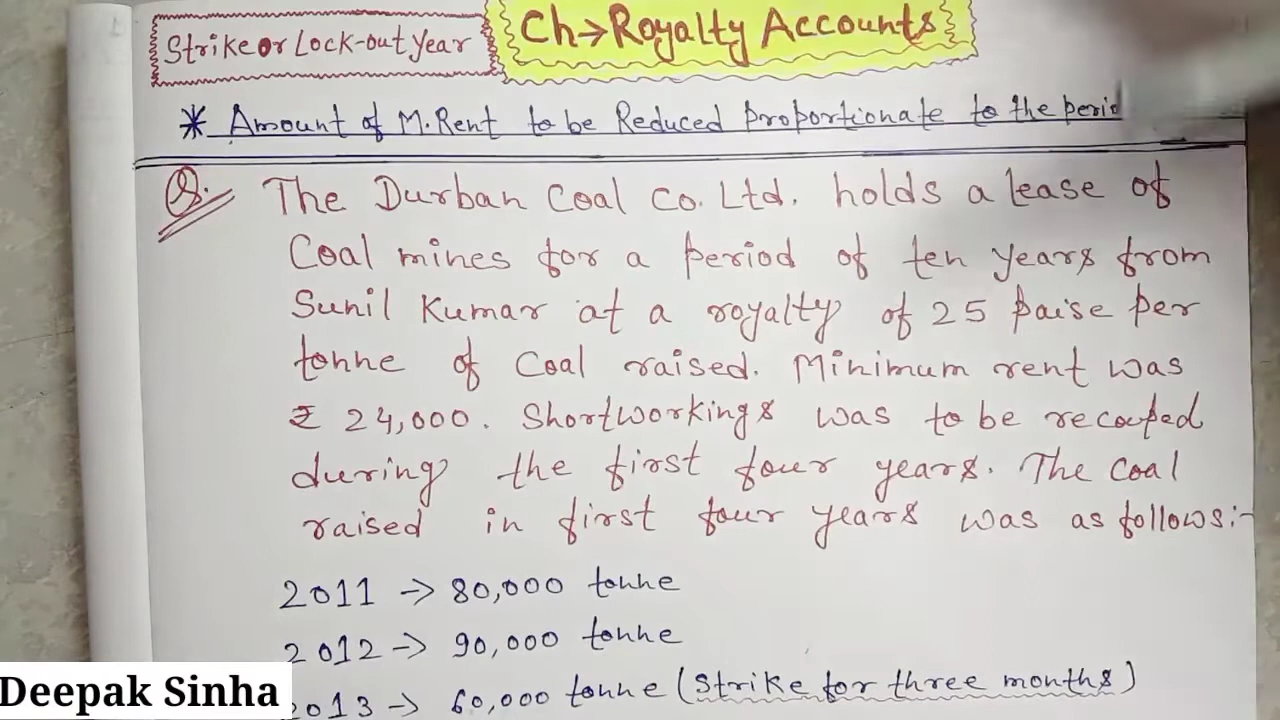 Strike or Lock-out Year
Ch→Royalty Accounts
* Amount of M.Rent to be Reduced Proportionate to the perio
Q. The Durban Coal Co. Ltd. holds a lease of
Coal mines for a period of ten years from
Sunil Kumar at a royalty of 25 paise per
tonne of Coal raised. Minimum rent was
₹ 24,000. Shortworkings was to be recouped
during the first four years. The Coal
raised in first four years was as follows:-
2011 → 80,000 tonne
2012 → 90,000 tonne
2013 → 60,000 tonne (Strike for three months)
Deepak Sinha